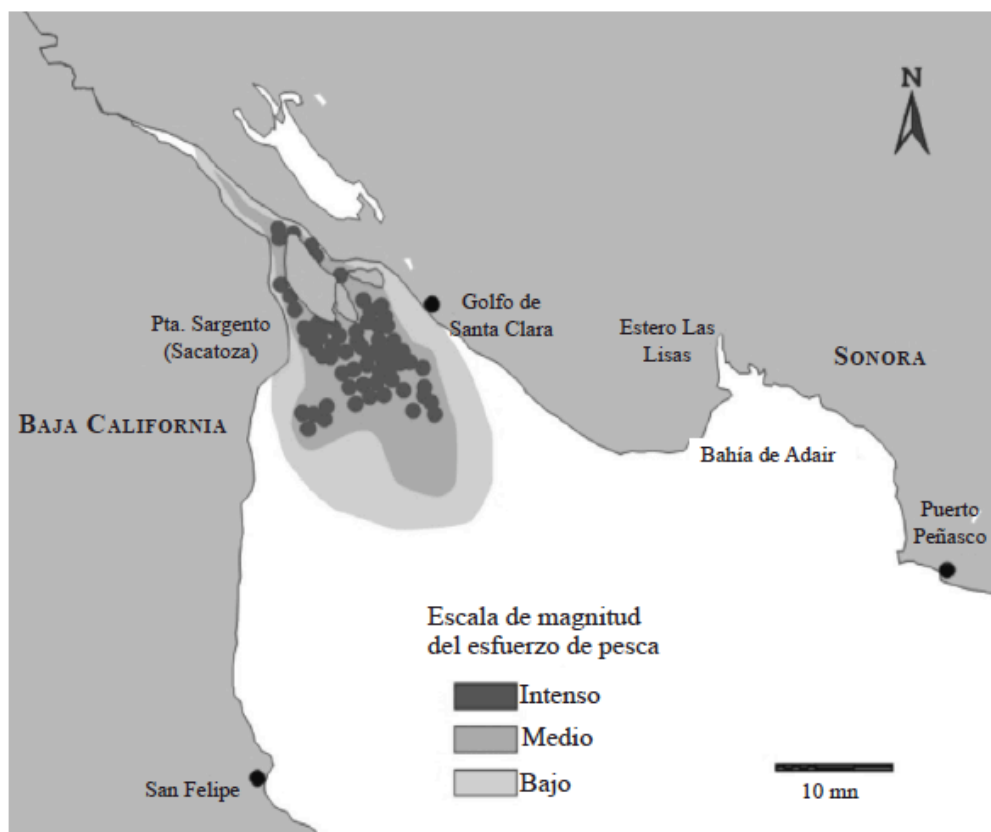 N
Golfo de
Santa Clara
Pta. Sargento
(Sacatoza)
Estero Las
Lisas
SONORA
BAJA CALIFORNIA
Bahía de Adair
Puerto
Peñasco
Escala de magnitud
del esfuerzo de pesca
Intenso
Medio
Bajo
San Felipe
10 mn